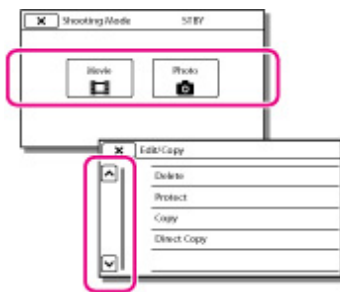 × Shooting Mode STBY
Movie Photo
× Edit/Copy
Delete
Protect
Copy
Direct Copy